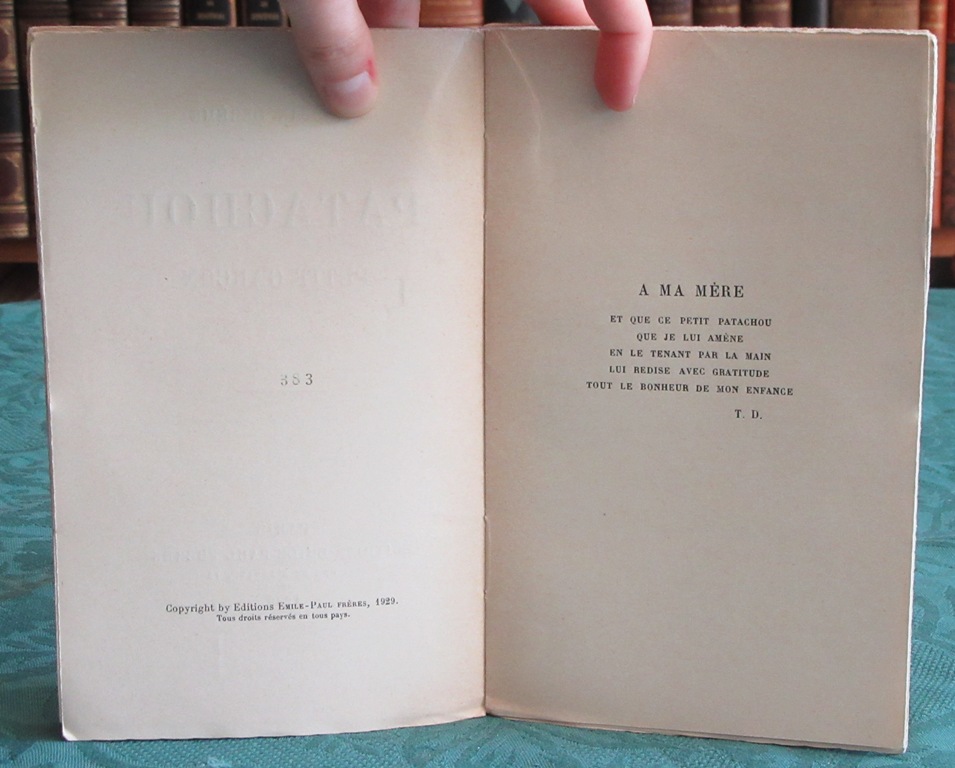 383
Copyright by Editions EMILE-PAUL FRÈRES, 1929.
Tous droits réservés en tous pays.
A MA MÈRE
ET QUE CE PETIT PATACHOU
QUE JE LUI AMÈNE
EN LE TENANT PAR LA MAIN
LUI REDISE AVEC GRATITUDE
TOUT LE BONHEUR DE MON ENFANCE
T. D.